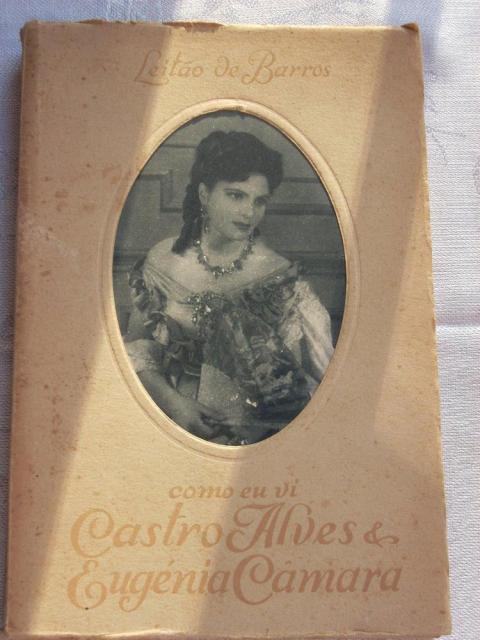 Leitão de Barros
como eu vi
Castro Alves &
Eugénia Câmara